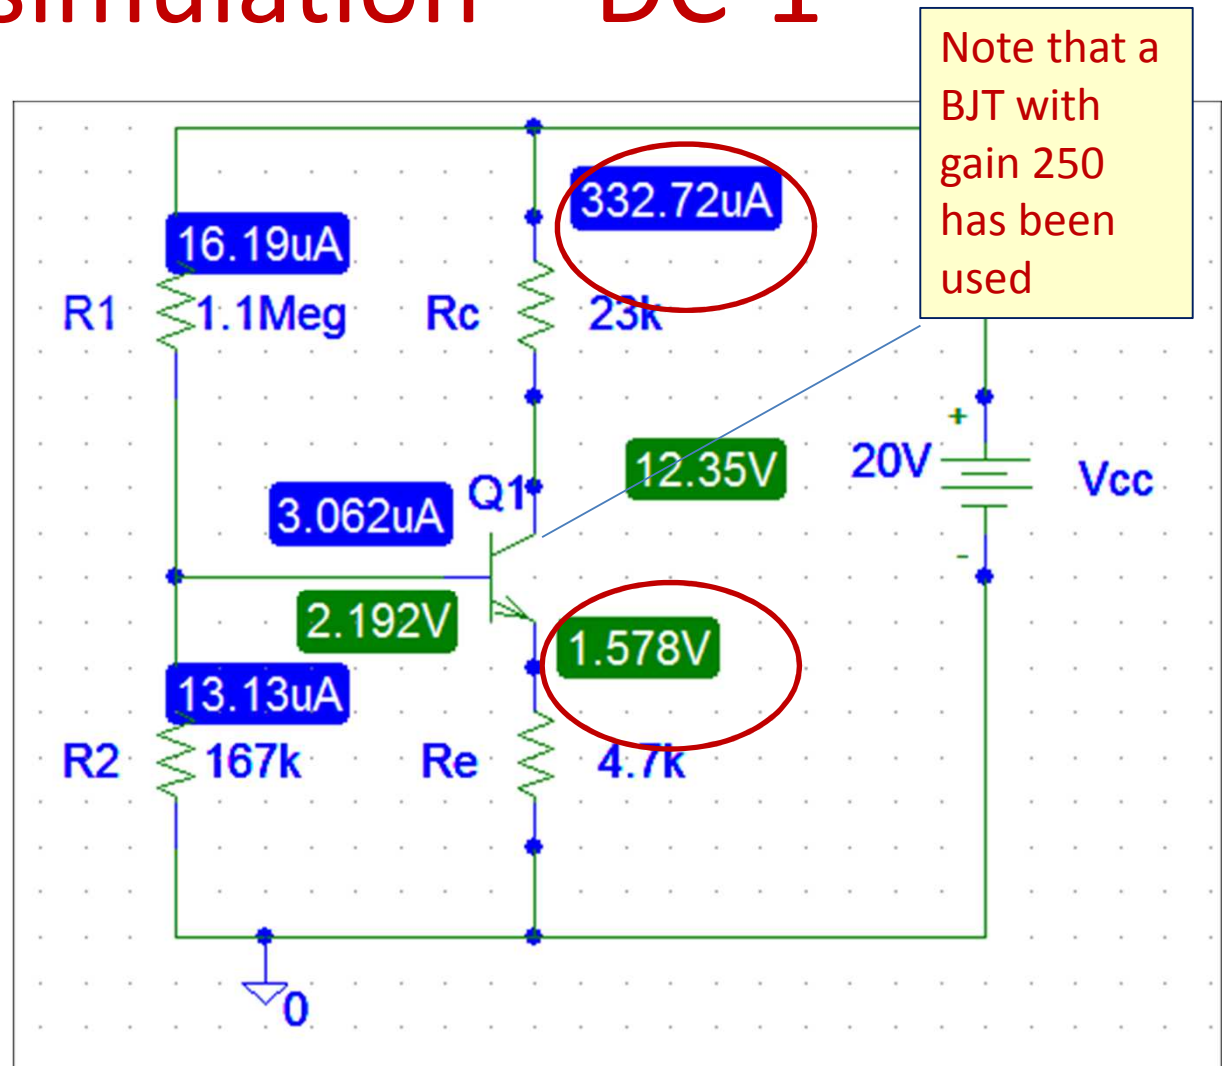 simulation – DC-1
Note that a
BJT with
gain 250
has been
used
332.72uA
16.19uA
R1 1.1Meg
Rc 23k
12.35V
20V
+
Vcc
-
Q1
3.062uA
2.192V
1.578V
13.13uA
R2 167k
Re 4.7k
0